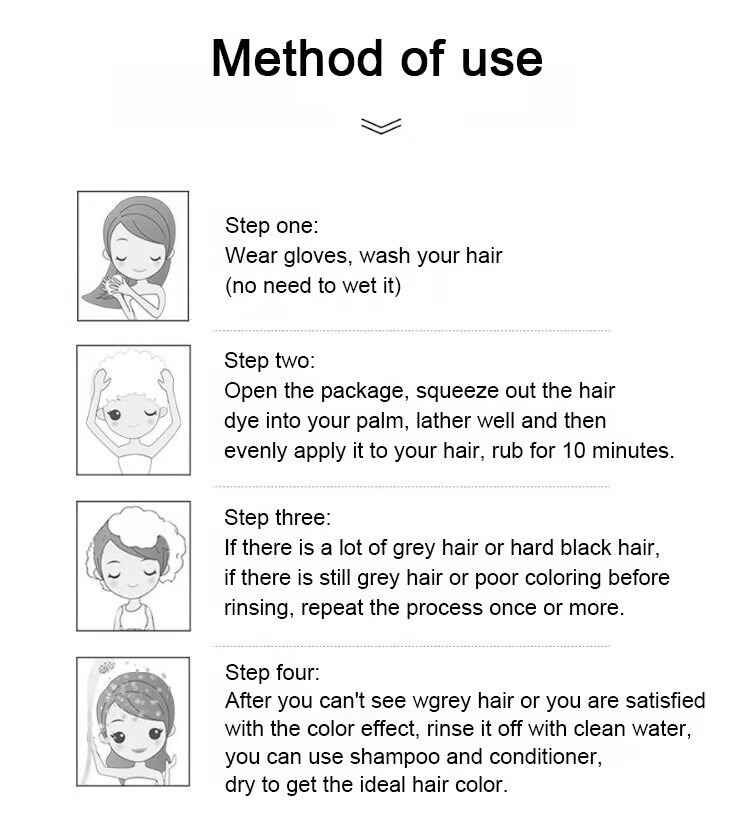 Method of use
Step one:
Wear gloves, wash your hair
(no need to wet it)
Step two:
Open the package, squeeze out the hair
dye into your palm, lather well and then
evenly apply it to your hair, rub for 10 minutes.
Step three:
If there is a lot of grey hair or hard black hair,
if there is still grey hair or poor coloring before
rinsing, repeat the process once or more.
Step four:
After you can't see wgrey hair or you are satisfied
with the color effect, rinse it off with clean water,
you can use shampoo and conditioner,
dry to get the ideal hair color.